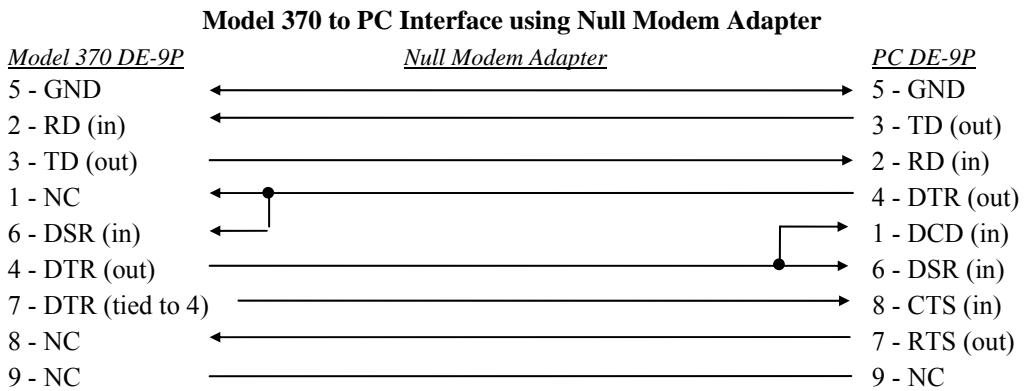 Model 370 to PC Interface using Null Modem Adapter
Model 370 DE-9P Null Modem Adapter PC DE-9P
5 - GND 5 - GND
2 - RD (in) 3 - TD (out)
3 - TD (out) 2 - RD (in)
1 - NC 4 - DTR (out)
6 - DSR (in) 1 - DCD (in)
4 - DTR (out) 6 - DSR (in)
7 - DTR (tied to 4) 8 - CTS (in)
8 - NC 7 - RTS (out)
9 - NC 9 - NC